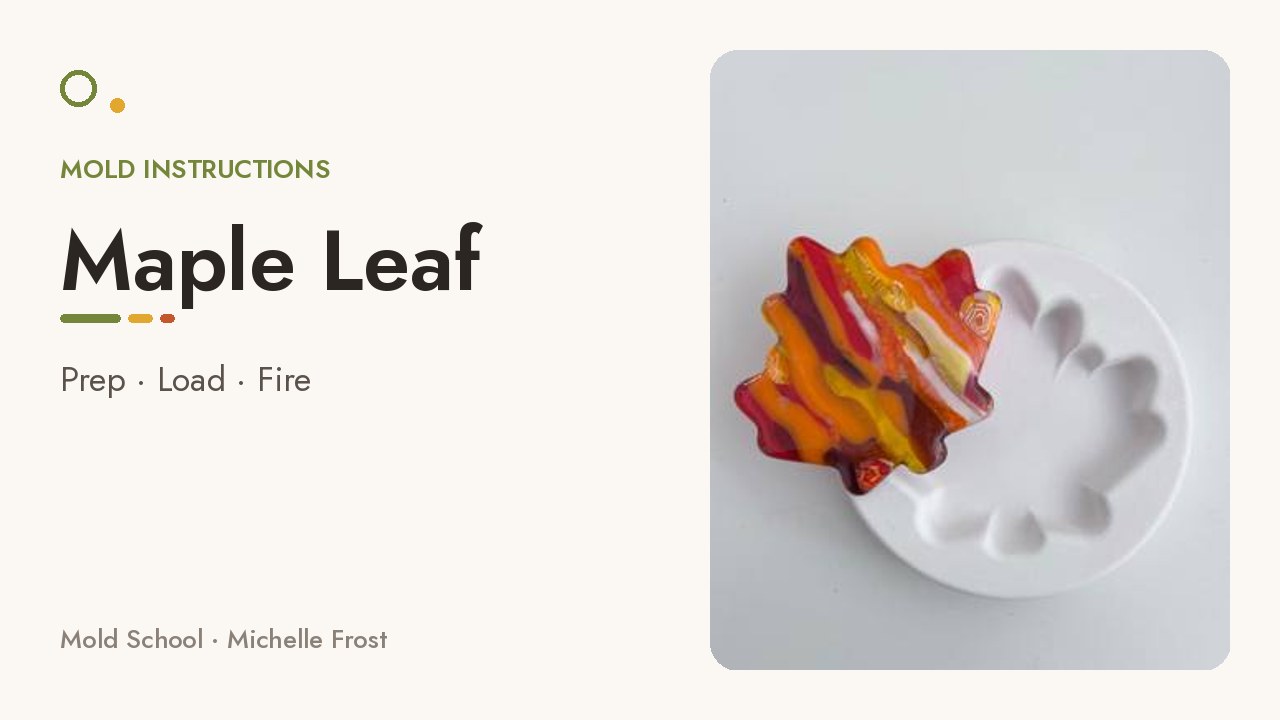 MOLD INSTRUCTIONS
Maple Leaf
Prep · Load · Fire
Mold School · Michelle Frost